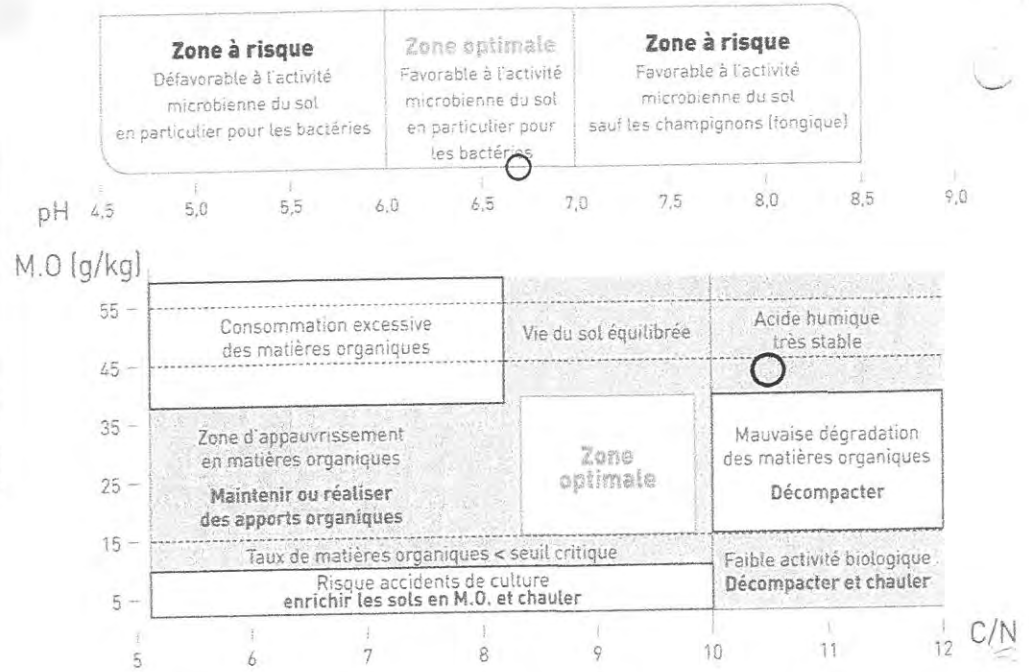 Zone à risque
Défavorable à l'activité
microbienne du sol
en particulier pour les bactéries
Zone optimale
Favorable à l'activité
microbienne du sol
en particulier pour
les bactéries
Zone à risque
Favorable à l'activité
microbienne du sol
sauf les champignons (fongique)
pH 4,5 5,0 5,5 6,0 6,5 7,0 7,5 8,0 8,5 9,0
M.O (g/kg)
55
45
35
25
15
5
Consommation excessive
des matières organiques
Vie du sol équilibrée
Acide humique
très stable
Zone d'appauvrissement
en matières organiques
Maintenir ou réaliser
des apports organiques
Zone
optimale
Mauvaise dégradation
des matières organiques
Décompacter
Taux de matières organiques < seuil critique
Risque accidents de culture
enrichir les sols en M.O. et chauler
Faible activité biologique
Décompacter et chauler
5 6 7 8 9 10 11 12 C/N